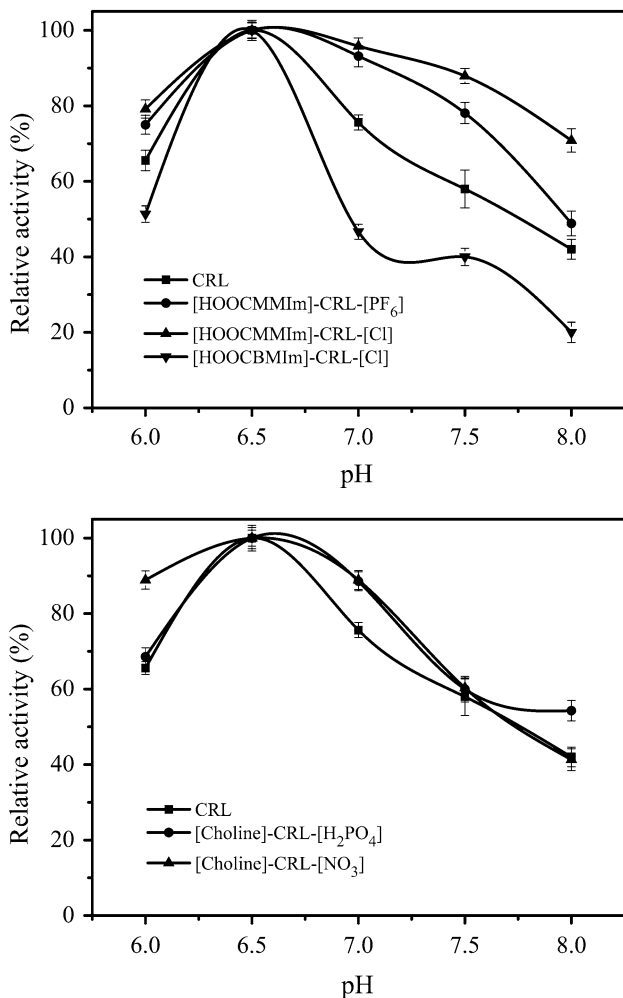 100
80
60
40
20
0
Relative activity (%)
CRL
[HOOCMMIm]-CRL-[PF6]
[HOOCMMIm]-CRL-[Cl]
[HOOCBMIm]-CRL-[Cl]
6.0 6.5 7.0 7.5 8.0
pH
100
80
60
40
20
0
Relative activity (%)
CRL
[Choline]-CRL-[H2PO4]
[Choline]-CRL-[NO3]
6.0 6.5 7.0 7.5 8.0
pH